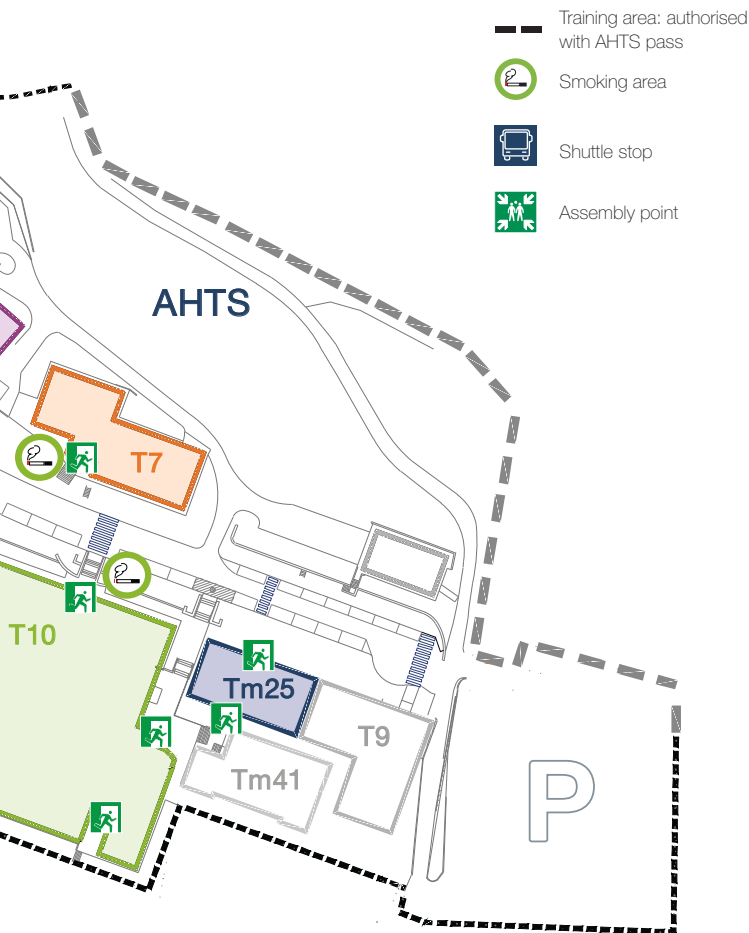 Training area: authorised
with AHTS pass
Smoking area
Shuttle stop
Assembly point
AHTS
T7
T10
Tm25
T9
Tm41
P